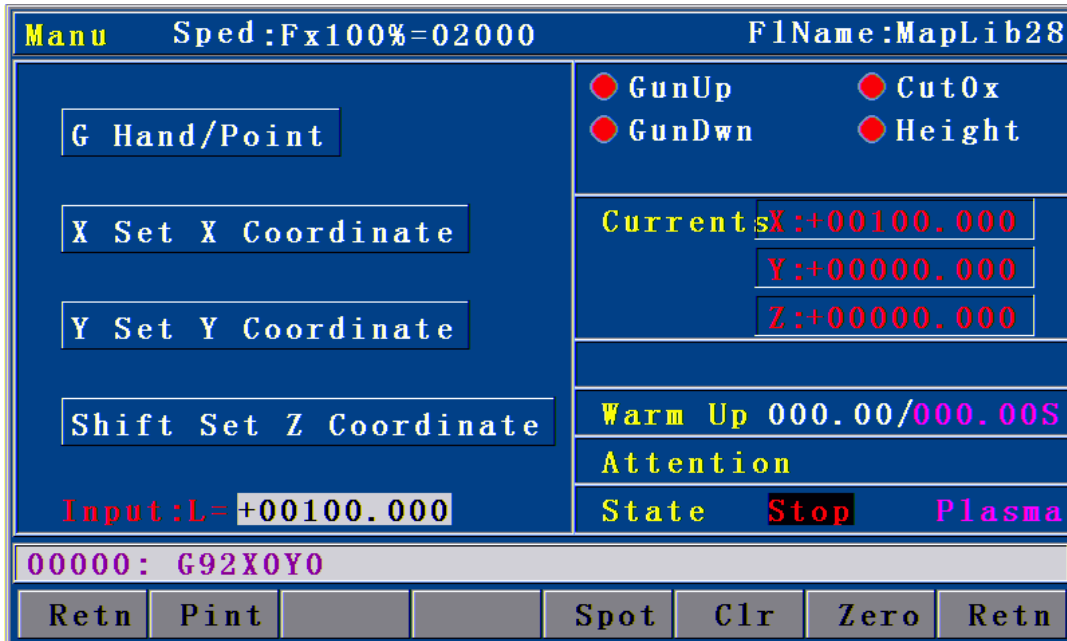 Manu Sped:Fx100%=02000 FlName:MapLib28
GunUp CutOx
G Hand/Point GunDwn Height
X Set X Coordinate Currents X:+00100.000
Y:+00000.000
Y Set Y Coordinate Z:+00000.000
Shift Set Z Coordinate Warm Up 000.00/000.00S
Attention
Input:L=+00100.000 State Stop Plasma
00000: G92X0Y0
Retn Pint Spot Clr Zero Retn